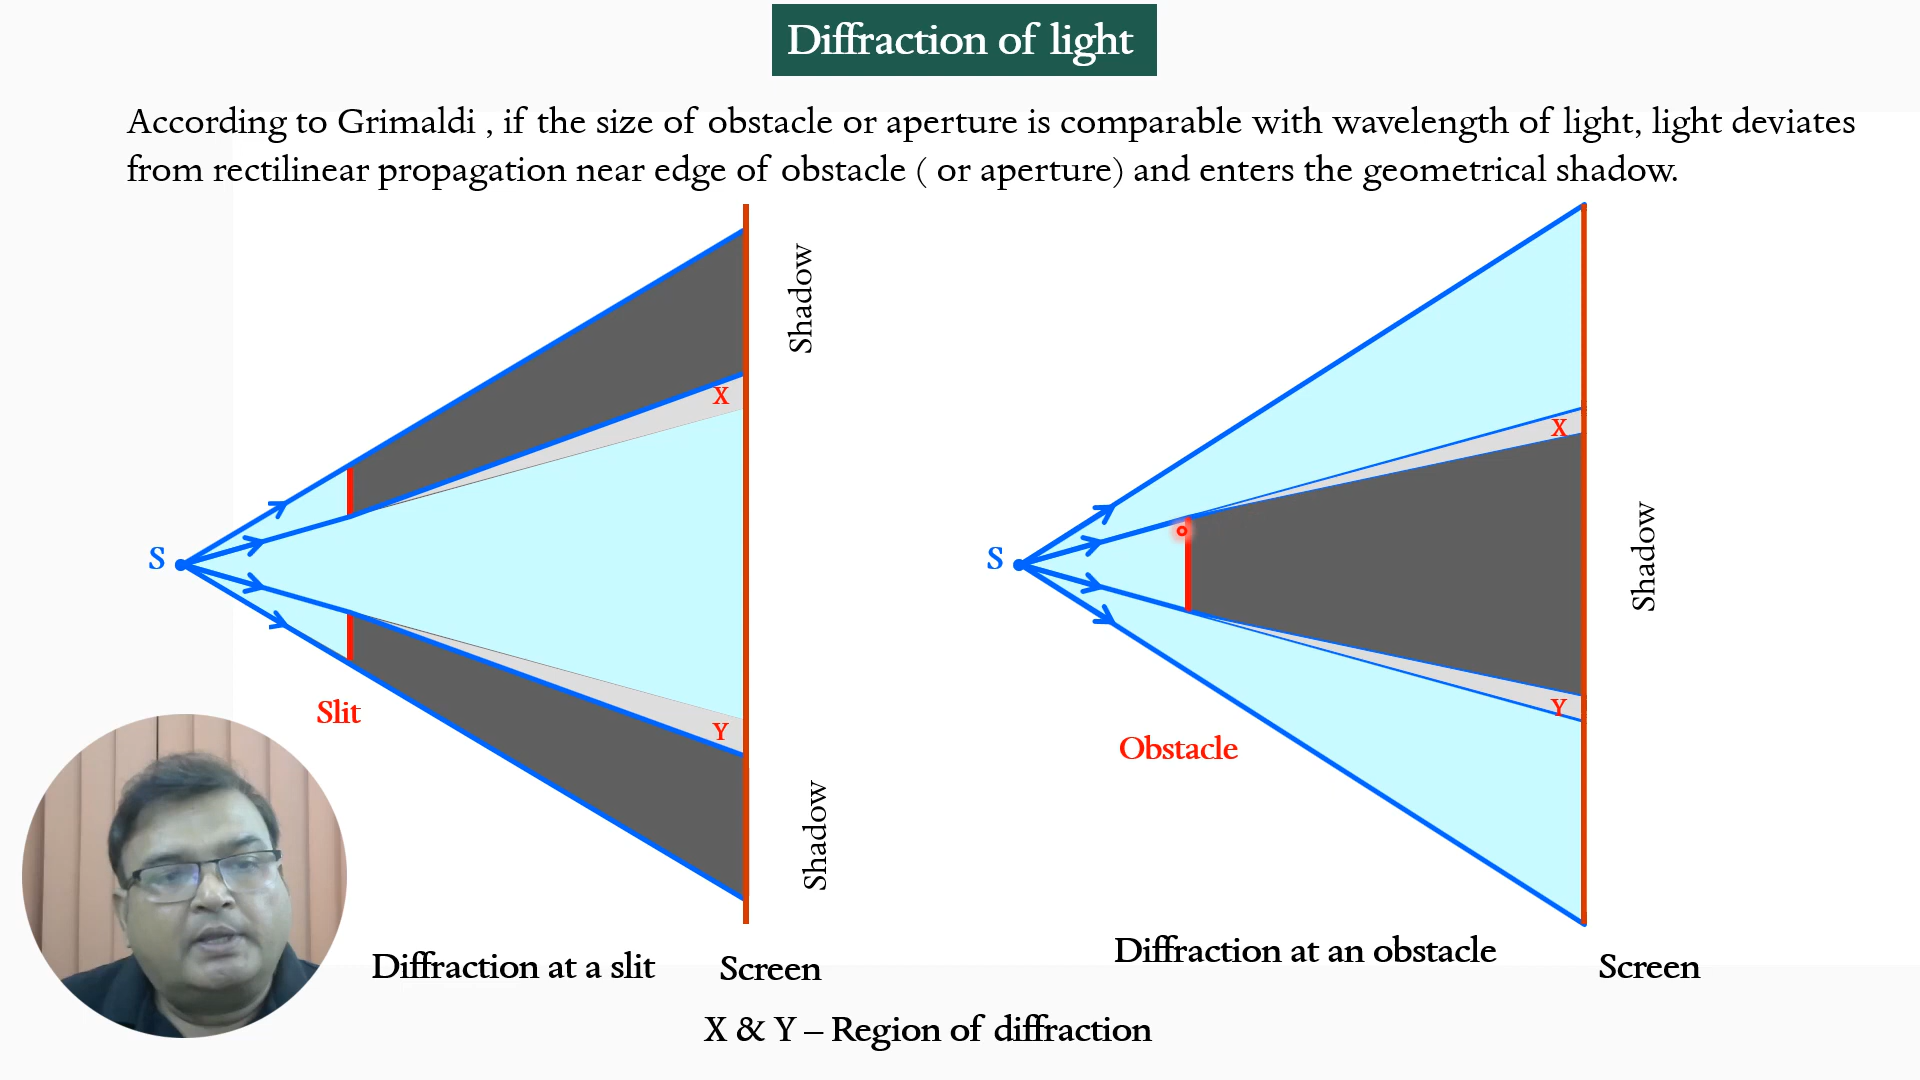 Diffraction of light
According to Grimaldi , if the size of obstacle or aperture is comparable with wavelength of light, light deviates
from rectilinear propagation near edge of obstacle ( or aperture) and enters the geometrical shadow.
Shadow
X
S
Slit
Y
Shadow
Diffraction at a slit
Screen
X
S
Shadow
Y
Obstacle
Diffraction at an obstacle
Screen
X & Y – Region of diffraction